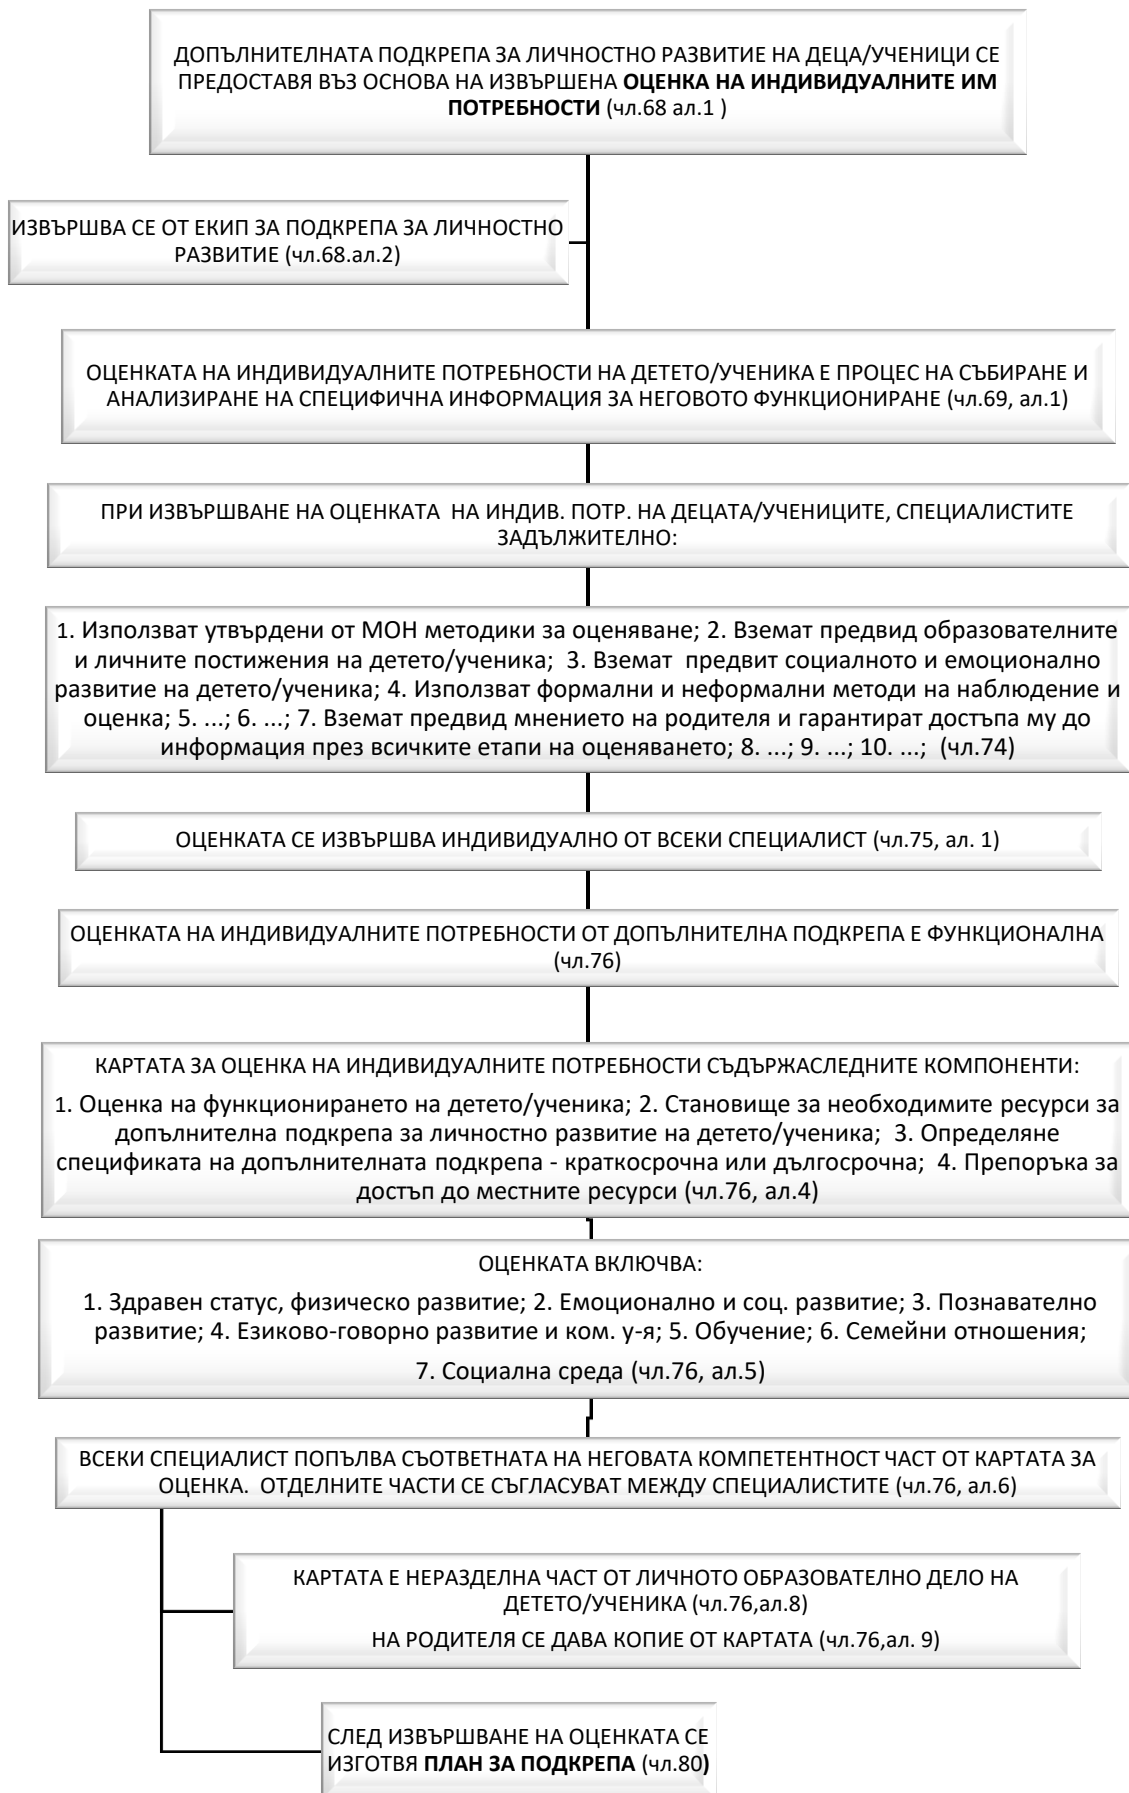 ДОПЪЛНИТЕЛНАТА ПОДКРЕПА ЗА ЛИЧНОСТНО РАЗВИТИЕ НА ДЕЦА/УЧЕНИЦИ СЕ
ПРЕДОСТАВЯ ВЪЗ ОСНОВА НА ИЗВЪРШЕНА ОЦЕНКА НА ИНДИВИДУАЛНИТЕ ИМ
ПОТРЕБНОСТИ (чл.68 ал.1 )
ИЗВЪРШВА СЕ ОТ ЕКИП ЗА ПОДКРЕПА ЗА ЛИЧНОСТНО
РАЗВИТИЕ (чл.68.ал.2)
ОЦЕНКАТА НА ИНДИВИДУАЛНИТЕ ПОТРЕБНОСТИ НА ДЕТЕТО/УЧЕНИКА Е ПРОЦЕС НА СЪБИРАНЕ И
АНАЛИЗИРАНЕ НА СПЕЦИФИЧНА ИНФОРМАЦИЯ ЗА НЕГОВОТО ФУНКЦИОНИРАНЕ (чл.69, ал.1)
ПРИ ИЗВЪРШВАНЕ НА ОЦЕНКАТА НА ИНДИВ. ПОТР. НА ДЕЦАТА/УЧЕНИЦИТЕ, СПЕЦИАЛИСТИТЕ
ЗАДЪЛЖИТЕЛНО:
1. Използват утвърдени от МОН методики за оценяване; 2. Вземат предвид образователните
и личните постижения на детето/ученика; 3. Вземат предвит социалното и емоционално
развитие на детето/ученика; 4. Използват формални и неформални методи на наблюдение и
оценка; 5. ...; 6. ...; 7. Вземат предвид мнението на родителя и гарантират достъпа му до
информация през всичките етапи на оценяването; 8. ...; 9. ...; 10. ...; (чл.74)
ОЦЕНКАТА СЕ ИЗВЪРШВА ИНДИВИДУАЛНО ОТ ВСЕКИ СПЕЦИАЛИСТ (чл.75, ал. 1)
ОЦЕНКАТА НА ИНДИВИДУАЛНИТЕ ПОТРЕБНОСТИ ОТ ДОПЪЛНИТЕЛНА ПОДКРЕПА Е ФУНКЦИОНАЛНА
(чл.76)
КАРТАТА ЗА ОЦЕНКА НА ИНДИВИДУАЛНИТЕ ПОТРЕБНОСТИ СЪДЪРЖАСЛЕДНИТЕ КОМПОНЕНТИ:
1. Оценка на функционирането на детето/ученика; 2. Становище за необходимите ресурси за
допълнителна подкрепа за личностно развитие на детето/ученика; 3. Определяне
спецификата на допълнителната подкрепа - краткосрочна или дългосрочна; 4. Препоръка за
достъп до местните ресурси (чл.76, ал.4)
ОЦЕНКАТА ВКЛЮЧВА:
1. Здравен статус, физическо развитие; 2. Емоционално и соц. развитие; 3. Познавателно
развитие; 4. Езиково-говорно развитие и ком. у-я; 5. Обучение; 6. Семейни отношения;
7. Социална среда (чл.76, ал.5)
ВСЕКИ СПЕЦИАЛИСТ ПОПЪЛВА СЪОТВЕТНАТА НА НЕГОВАТА КОМПЕТЕНТНОСТ ЧАСТ ОТ КАРТАТА ЗА
ОЦЕНКА. ОТДЕЛНИТЕ ЧАСТИ СЕ СЪГЛАСУВАТ МЕЖДУ СПЕЦИАЛИСТИТЕ (чл.76, ал.6)
КАРТАТА Е НЕРАЗДЕЛНА ЧАСТ ОТ ЛИЧНОТО ОБРАЗОВАТЕЛНО ДЕЛО НА
ДЕТЕТО/УЧЕНИКА (чл.76,ал.8)
НА РОДИТЕЛЯ СЕ ДАВА КОПИЕ ОТ КАРТАТА (чл.76,ал. 9)
СЛЕД ИЗВЪРШВАНЕ НА ОЦЕНКАТА СЕ
ИЗГОТВЯ ПЛАН ЗА ПОДКРЕПА (чл.80)